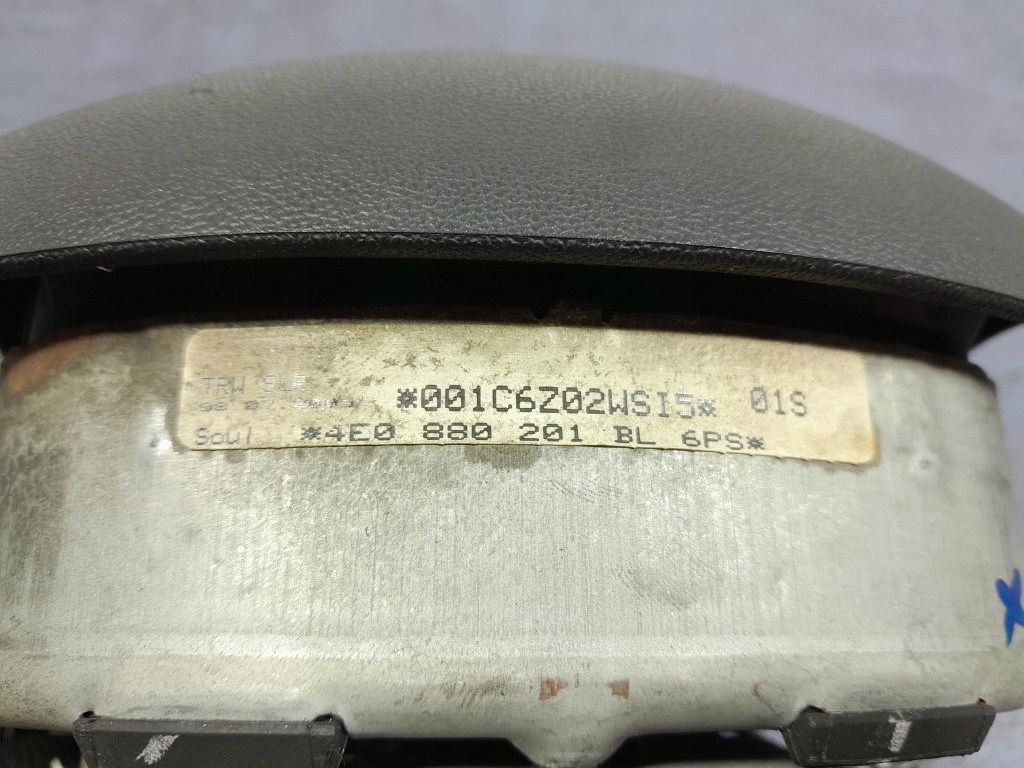 TRW
*001C6Z02WSI5* 01S
Soul *4E0 880 201 BL 6PS*